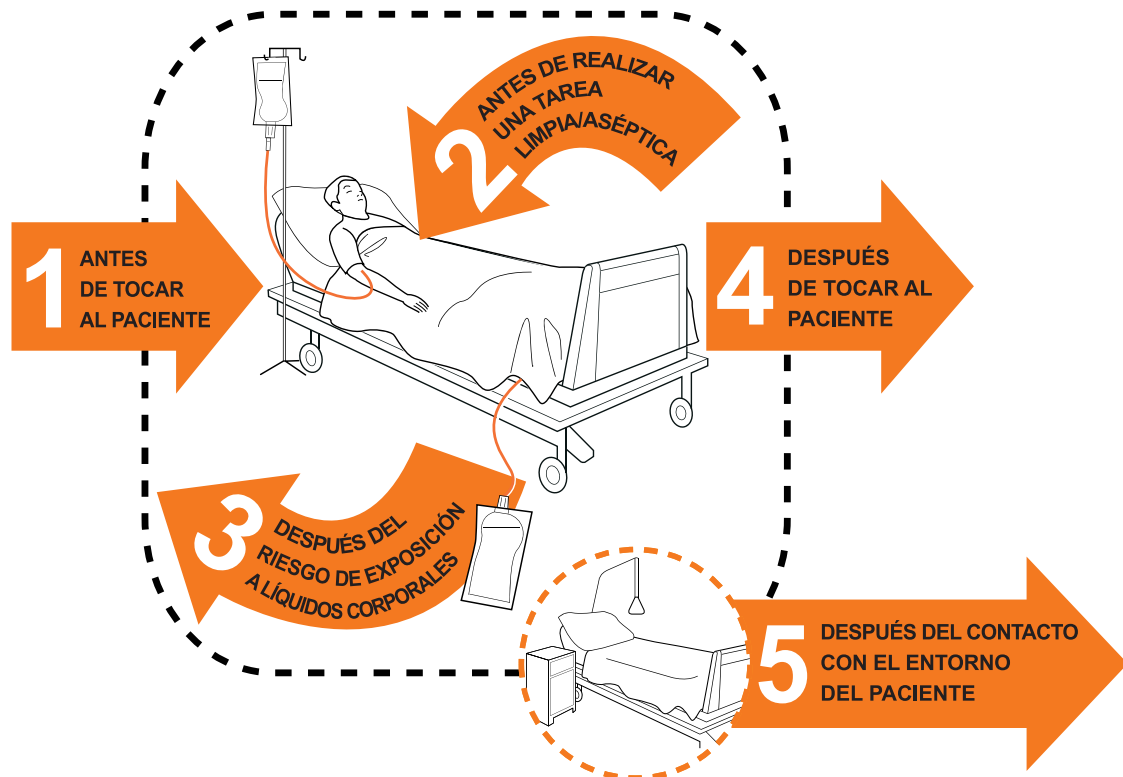 1
ANTES
DE TOCAR
AL PACIENTE
2
ANTES DE REALIZAR
UNA TAREA
LIMPIA/ASÉPTICA
3
DESPUÉS DEL
RIESGO DE EXPOSICIÓN
A LÍQUIDOS CORPORALES
4
DESPUÉS
DE TOCAR AL
PACIENTE
5
DESPUÉS DEL CONTACTO
CON EL ENTORNO
DEL PACIENTE